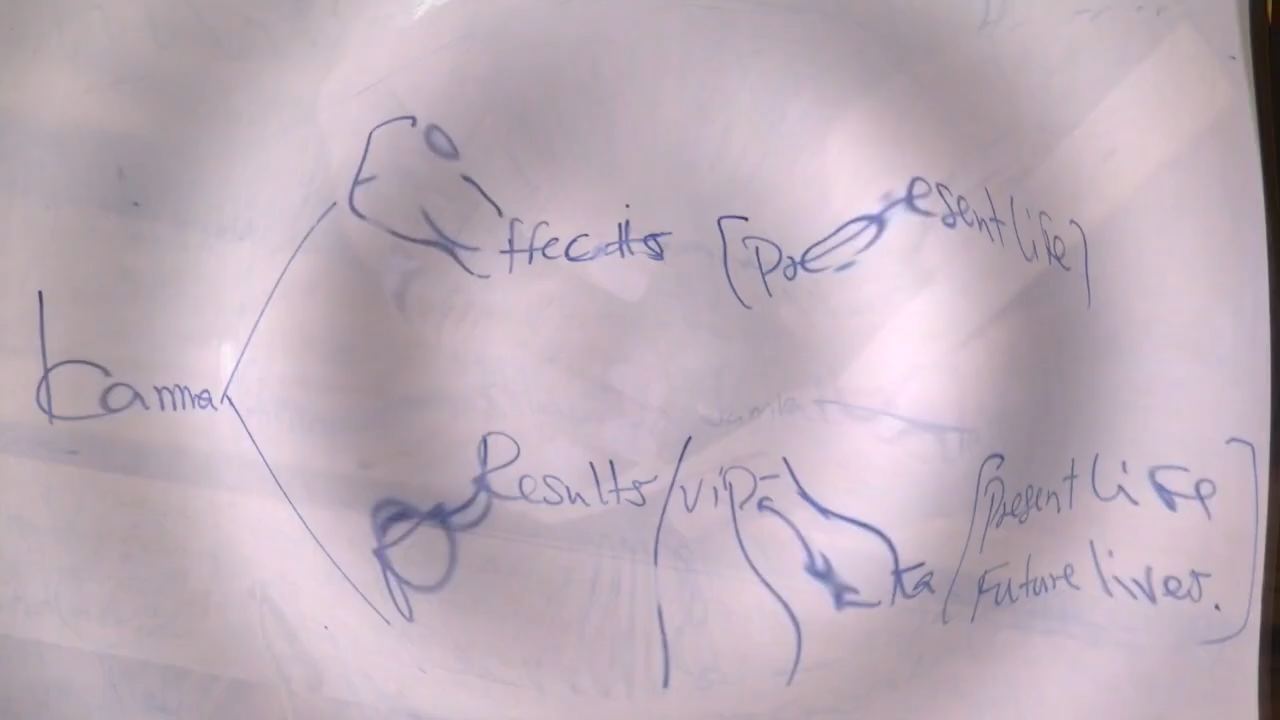 Effects [Present life]
Kamma
Results/vipāka [Present Life
Future lives.]